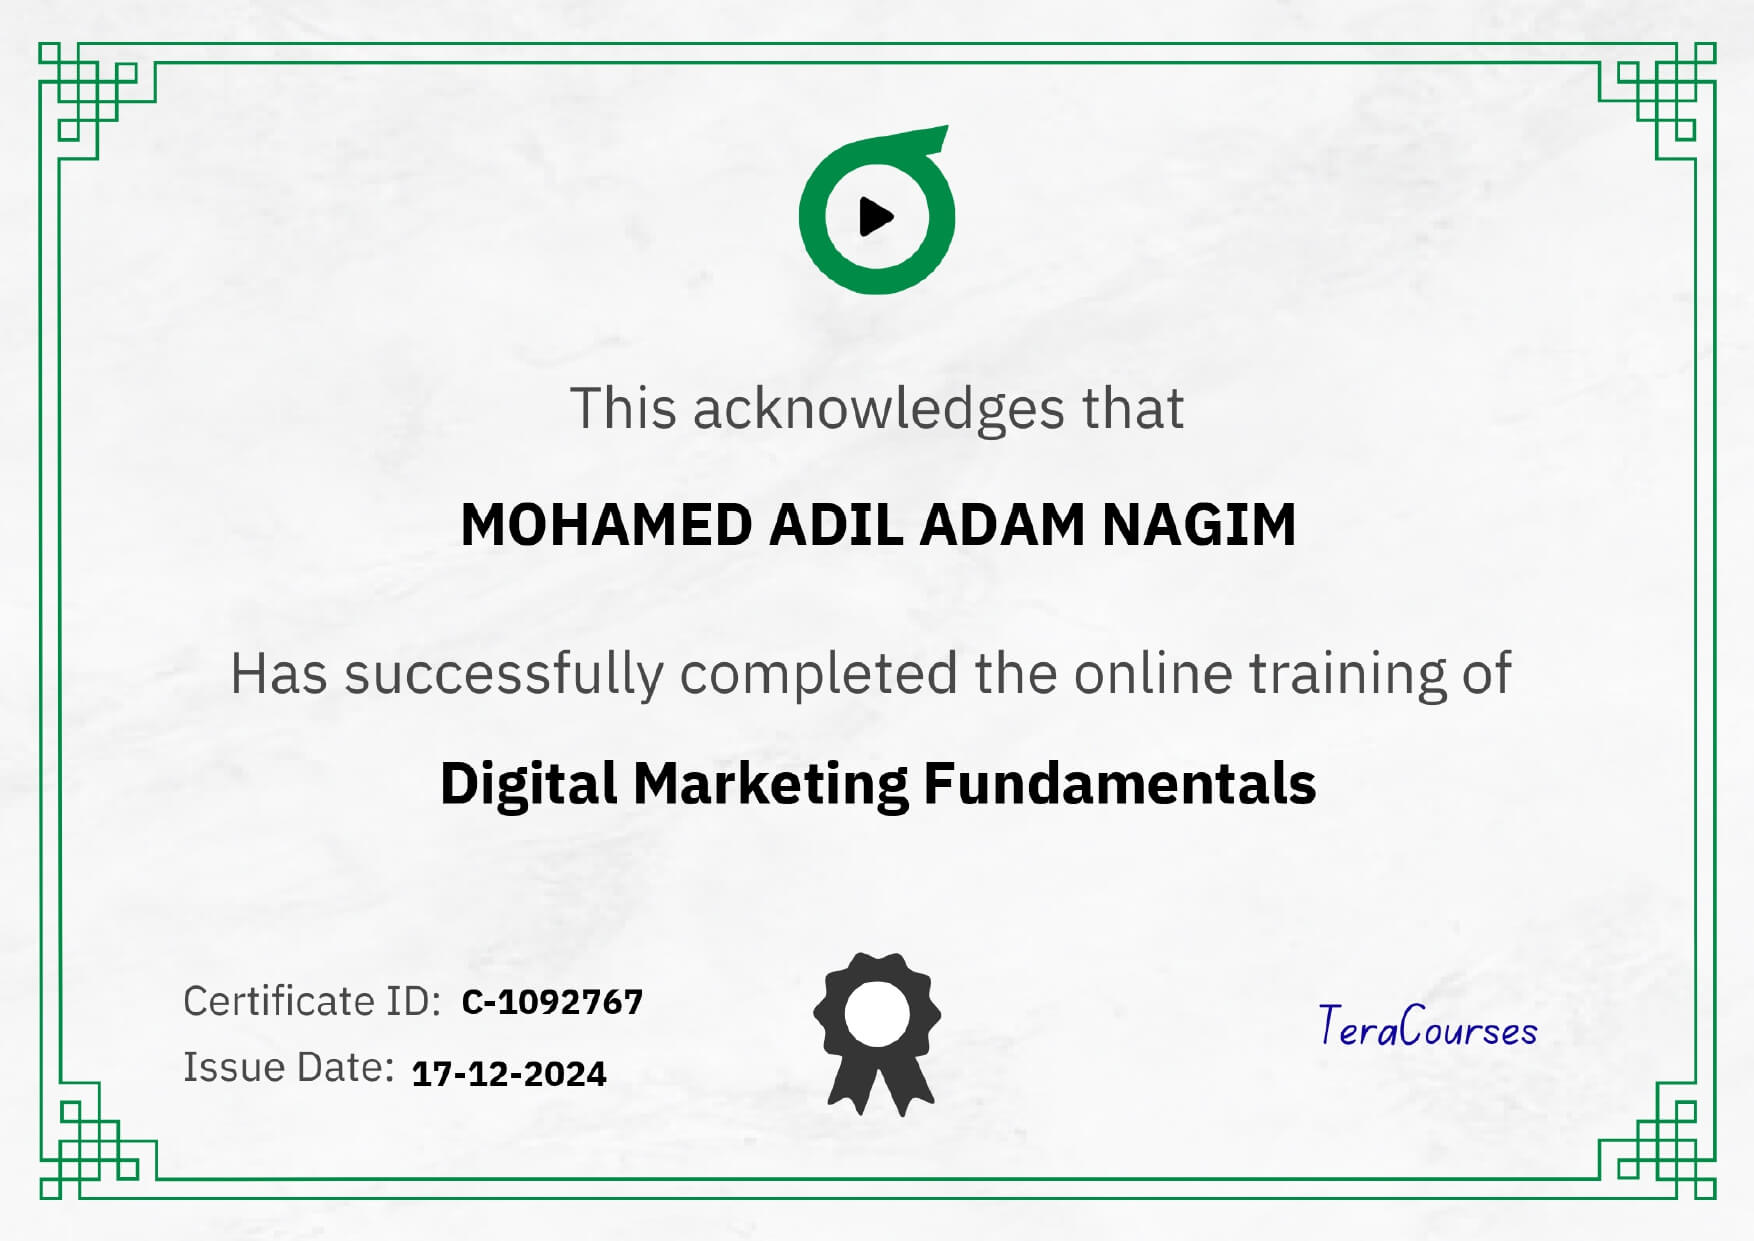 This acknowledges that
MOHAMED ADIL ADAM NAGIM
Has successfully completed the online training of
Digital Marketing Fundamentals
Certificate ID: C-1092767
Issue Date: 17-12-2024
TeraCourses